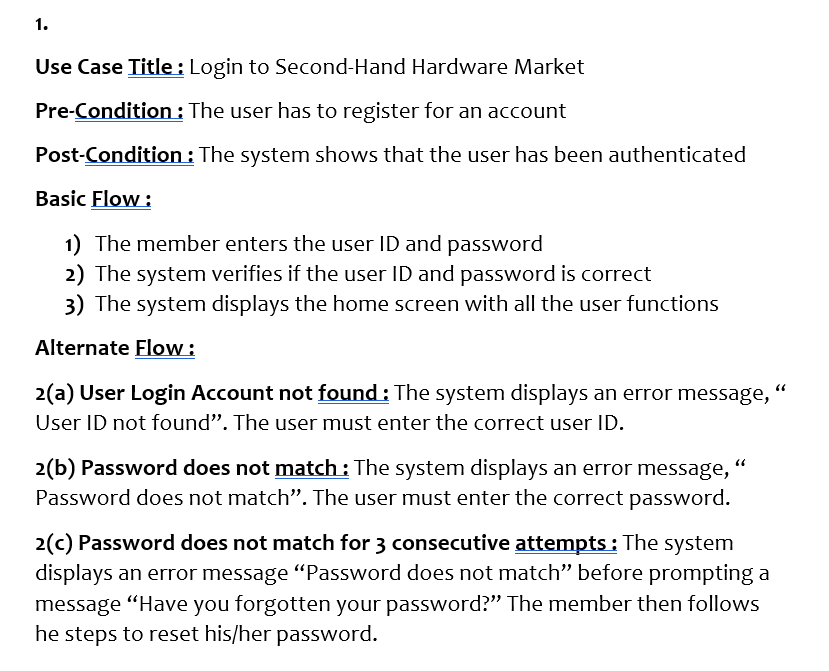 1.
Use Case Title : Login to Second-Hand Hardware Market
Pre-Condition : The user has to register for an account
Post-Condition : The system shows that the user has been authenticated
Basic Flow :
1) The member enters the user ID and password
2) The system verifies if the user ID and password is correct
3) The system displays the home screen with all the user functions
Alternate Flow :
2(a) User Login Account not found : The system displays an error message, “
User ID not found”. The user must enter the correct user ID.
2(b) Password does not match : The system displays an error message, “
Password does not match”. The user must enter the correct password.
2(c) Password does not match for 3 consecutive attempts : The system
displays an error message “Password does not match” before prompting a
message “Have you forgotten your password?” The member then follows
he steps to reset his/her password.